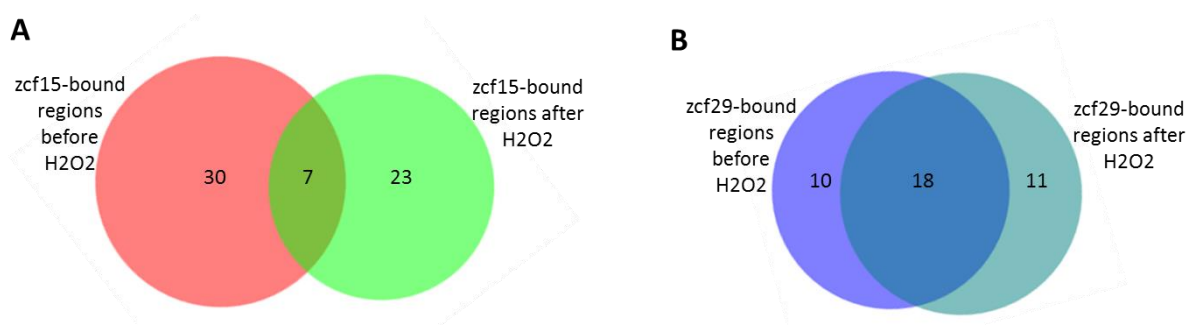 A
zcf15-bound
regions
before
H2O2
30
7
23
zcf15-bound
regions after
H2O2
B
zcf29-bound
regions
before
H2O2
10
18
11
zcf29-bound
regions after
H2O2